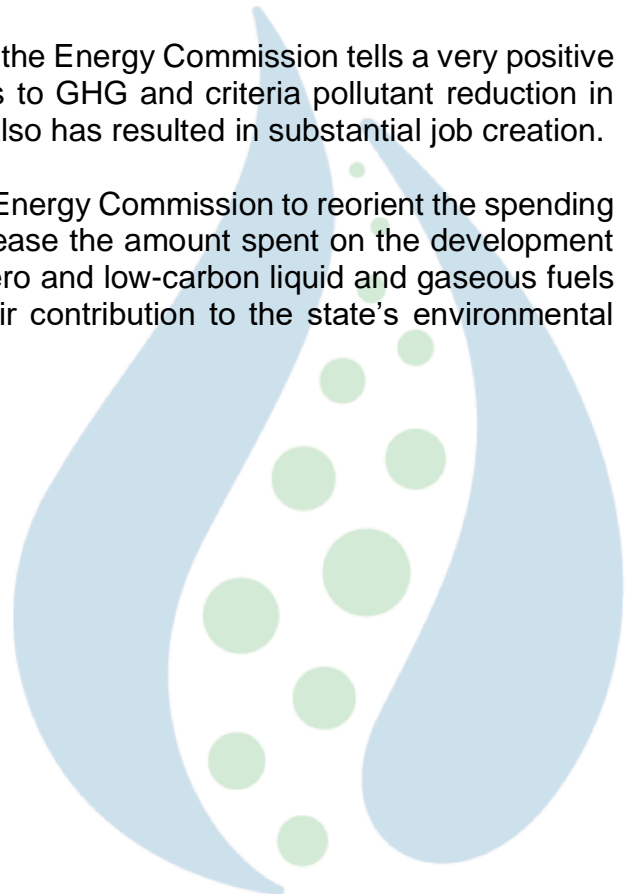 the Energy Commission tells a very positive
s to GHG and criteria pollutant reduction in
lso has resulted in substantial job creation.
Energy Commission to reorient the spending
ease the amount spent on the development
ero and low-carbon liquid and gaseous fuels
ir contribution to the state’s environmental